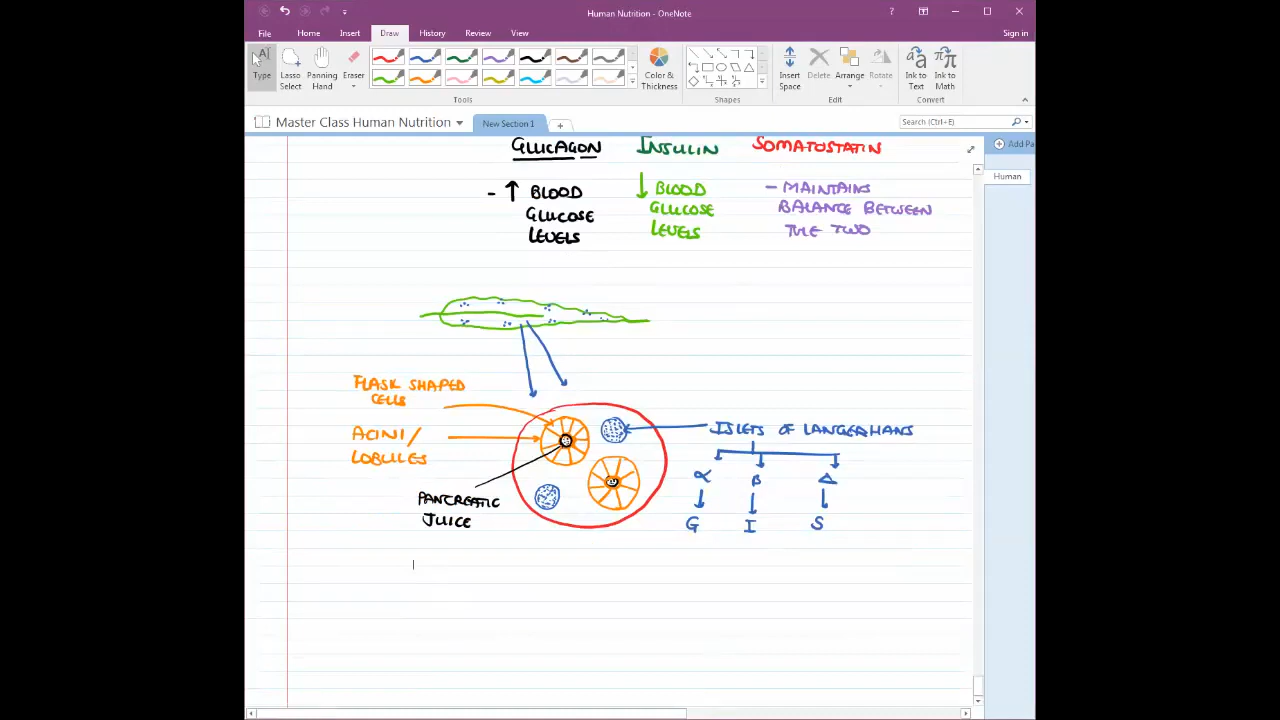 Human Nutrition - OneNote
File Home Insert Draw History Review View Sign in
Type
Lasso Select
Panning Hand
Eraser
Color & Thickness
Insert Space
Delete
Arrange
Rotate
Ink to Text
Ink to Math
Tools Shapes Edit Convert
Master Class Human Nutrition New Section 1 Search (Ctrl+E)
Add Pa
Human
GLUCAGON INSULIN SOMATOSTATIN
- ↑ BLOOD
GLUCOSE
LEVELS
↓ BLOOD
GLUCOSE
LEVELS
- MAINTAINS
BALANCE BETWEEN
THE TWO
FLASK SHAPED
CELLS
ACINI/
LOBULES
PANCREATIC
JUICE
ISLETS OF LANGERHANS
α β Δ
G I S